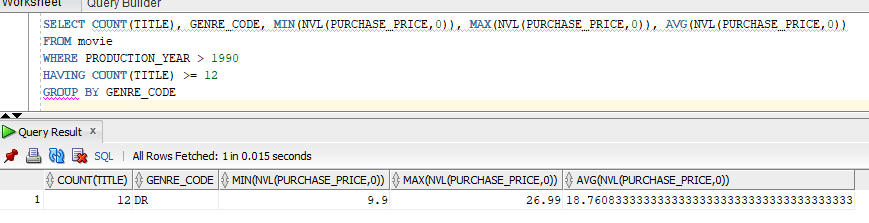 Worksheet Query Builder
SELECT COUNT(TITLE), GENRE_CODE, MIN(NVL(PURCHASE_PRICE,0)), MAX(NVL(PURCHASE_PRICE,0)), AVG(NVL(PURCHASE_PRICE,0))
FROM movie
WHERE PRODUCTION_YEAR > 1990
HAVING COUNT(TITLE) >= 12
GROUP BY GENRE_CODE
Query Result x
SQL | All Rows Fetched: 1 in 0.015 seconds
COUNT(TITLE) GENRE_CODE MIN(NVL(PURCHASE_PRICE,0)) MAX(NVL(PURCHASE_PRICE,0)) AVG(NVL(PURCHASE_PRICE,0))
1 12 DR 9.9 26.99 18.7608333333333333333333333333333333333